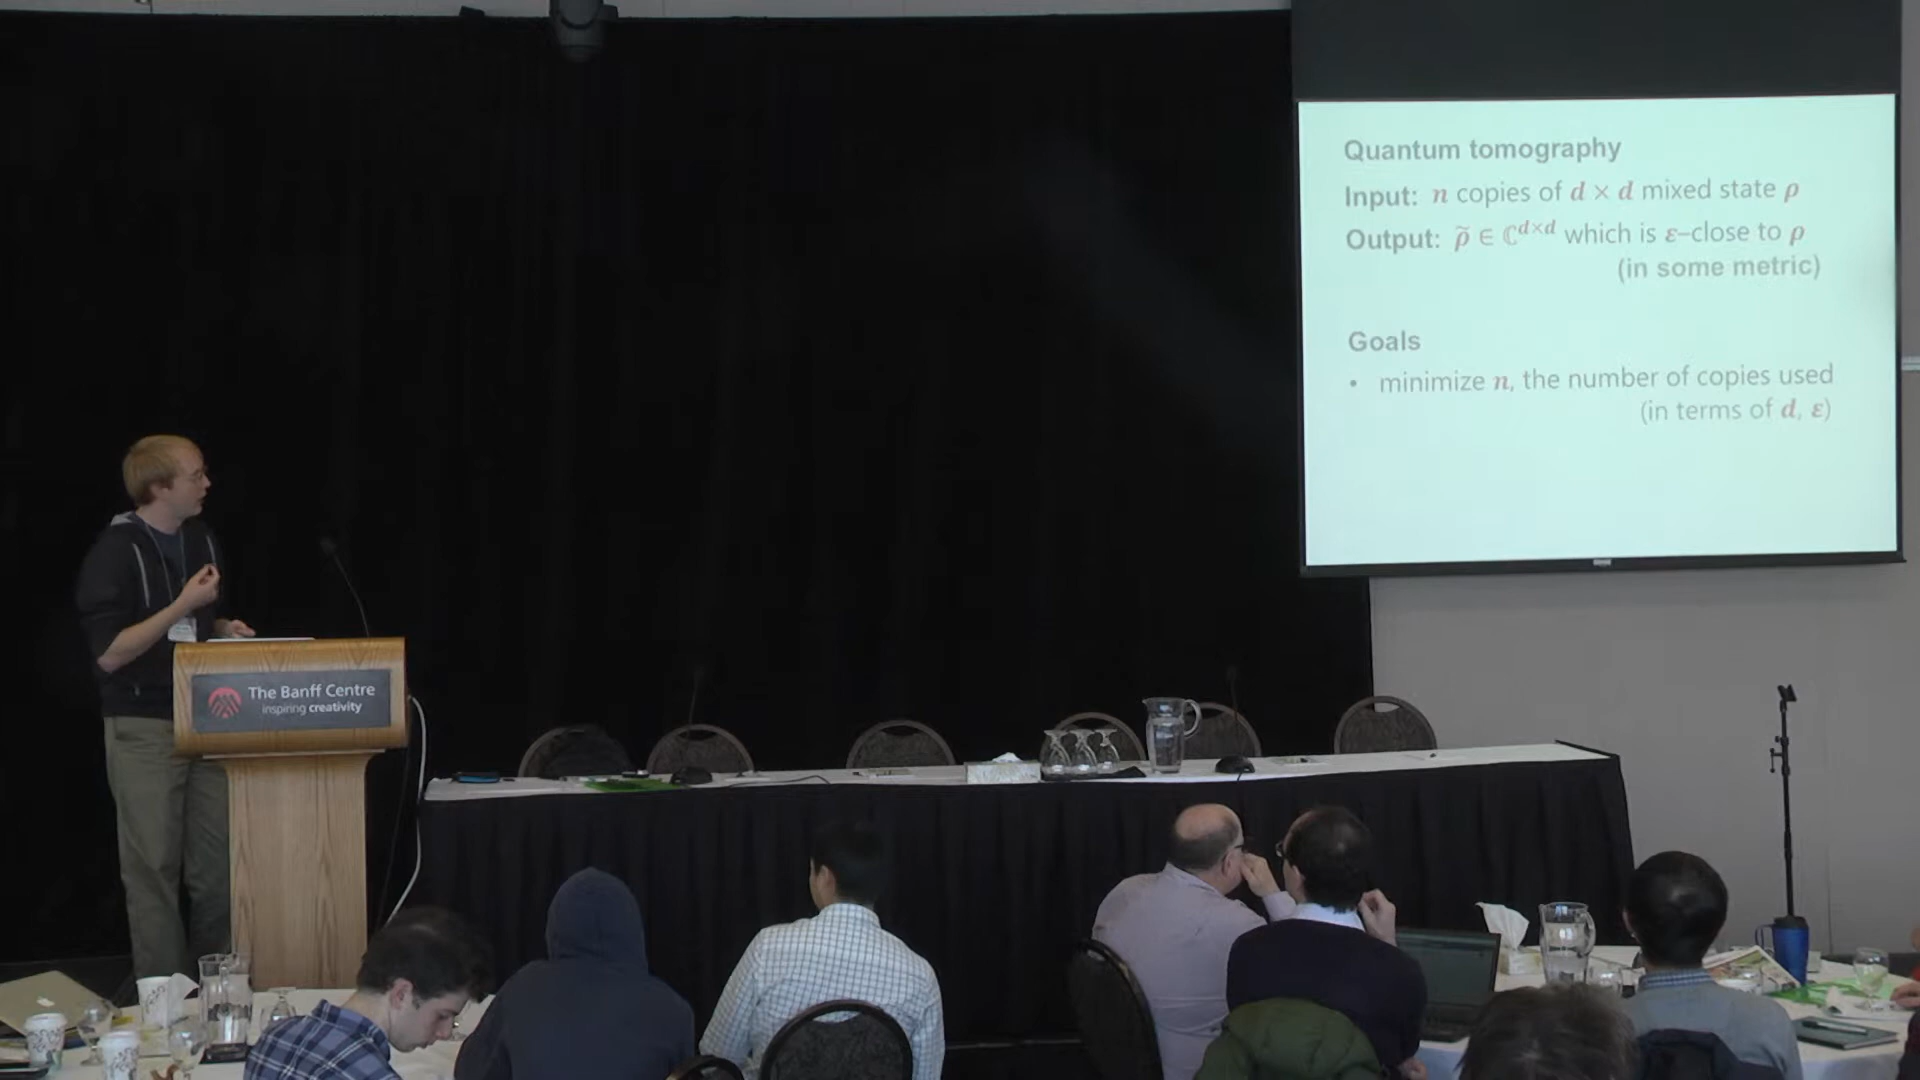 Quantum tomography
Input: n copies of d × d mixed state ρ
Output: ρ̃ ∈ ℂᵈˣᵈ which is ε–close to ρ
(in some metric)
Goals
• minimize n, the number of copies used
(in terms of d, ε)
The Banff Centre
inspiring creativity